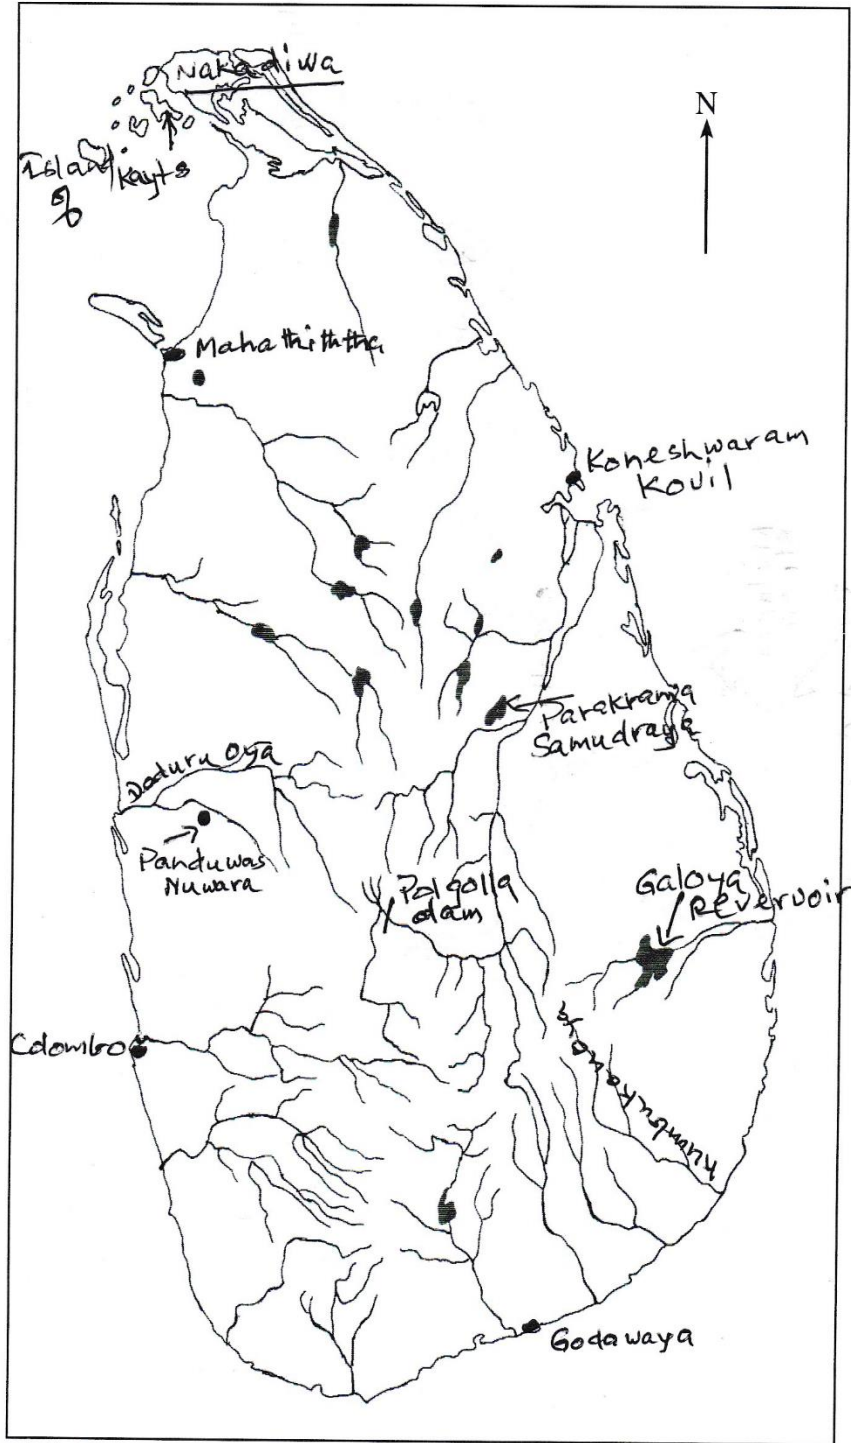 Nakadiwa
N
Island
of
Kayts
Mahathiththa
Koneshwaram
Kovil
Parakrama
Samudraya
Deduru Oya
Panduwas
Nuwara
Polgolla
dam
Galoya
Revervoir
Colombo
Kumbukkan Oya
Godawaya